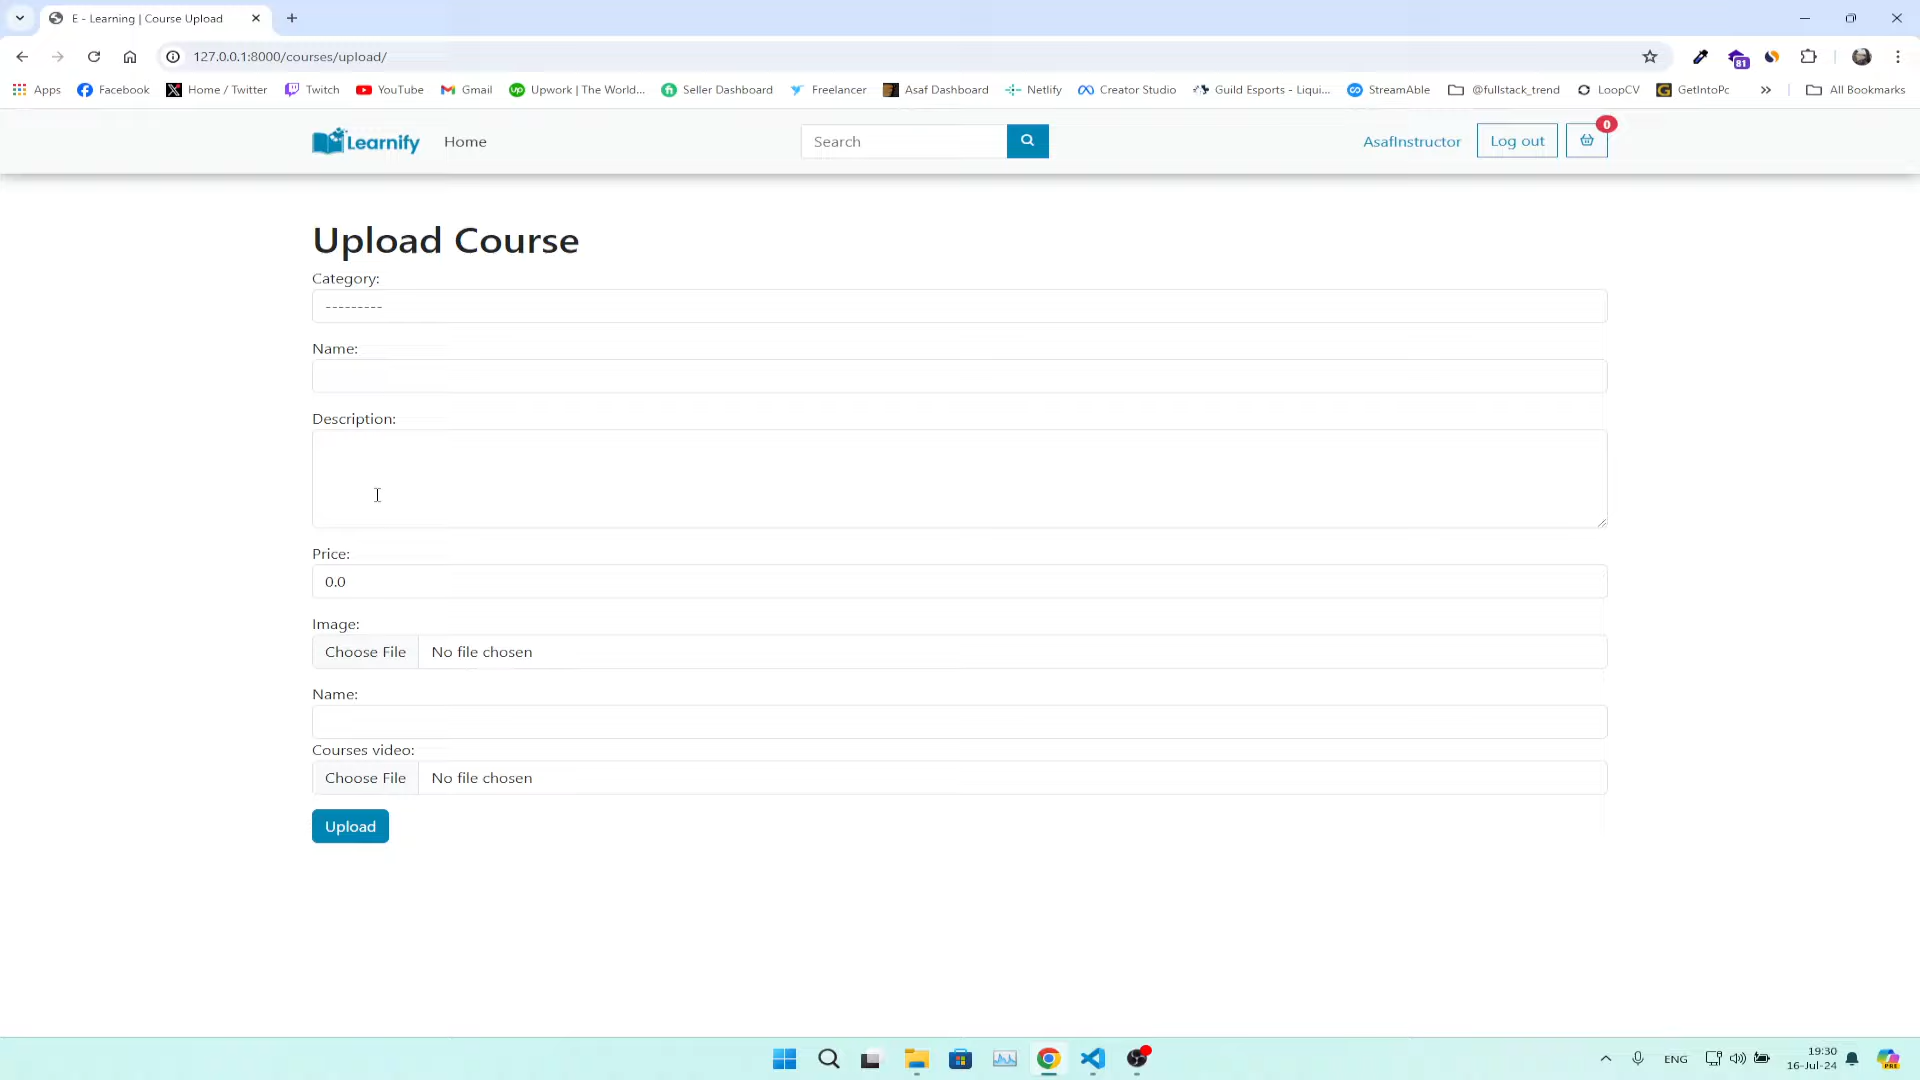 E - Learning | Course Upload
127.0.0.1:8000/courses/upload/
Apps Facebook Home / Twitter Twitch YouTube Gmail Upwork | The World... Seller Dashboard Freelancer Asaf Dashboard Netlify Creator Studio Guild Esports - Liqui... StreamAble @fullstack_trend LoopCV GetIntoPc » All Bookmarks
81
Learnify Home Search AsafInstructor Log out 0
Upload Course
Category:
---------
Name:
Description:
Price:
0.0
Image:
Choose File No file chosen
Name:
Courses video:
Choose File No file chosen
Upload
ENG 19:30
16-Jul-24
PRE